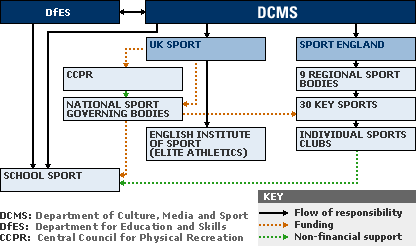 DfES
DCMS
UK SPORT
SPORT ENGLAND
CCPR
9 REGIONAL SPORT
BODIES
NATIONAL SPORT
GOVERNING BODIES
30 KEY SPORTS
ENGLISH INSTITUTE
OF SPORT
(ELITE ATHLETICS)
INDIVIDUAL SPORTS
CLUBS
SCHOOL SPORT
KEY
DCMS: Department of Culture, Media and Sport
DfES: Department for Education and Skills
CCPR: Central Council for Physical Recreation
Flow of responsibility
Funding
Non-financial support